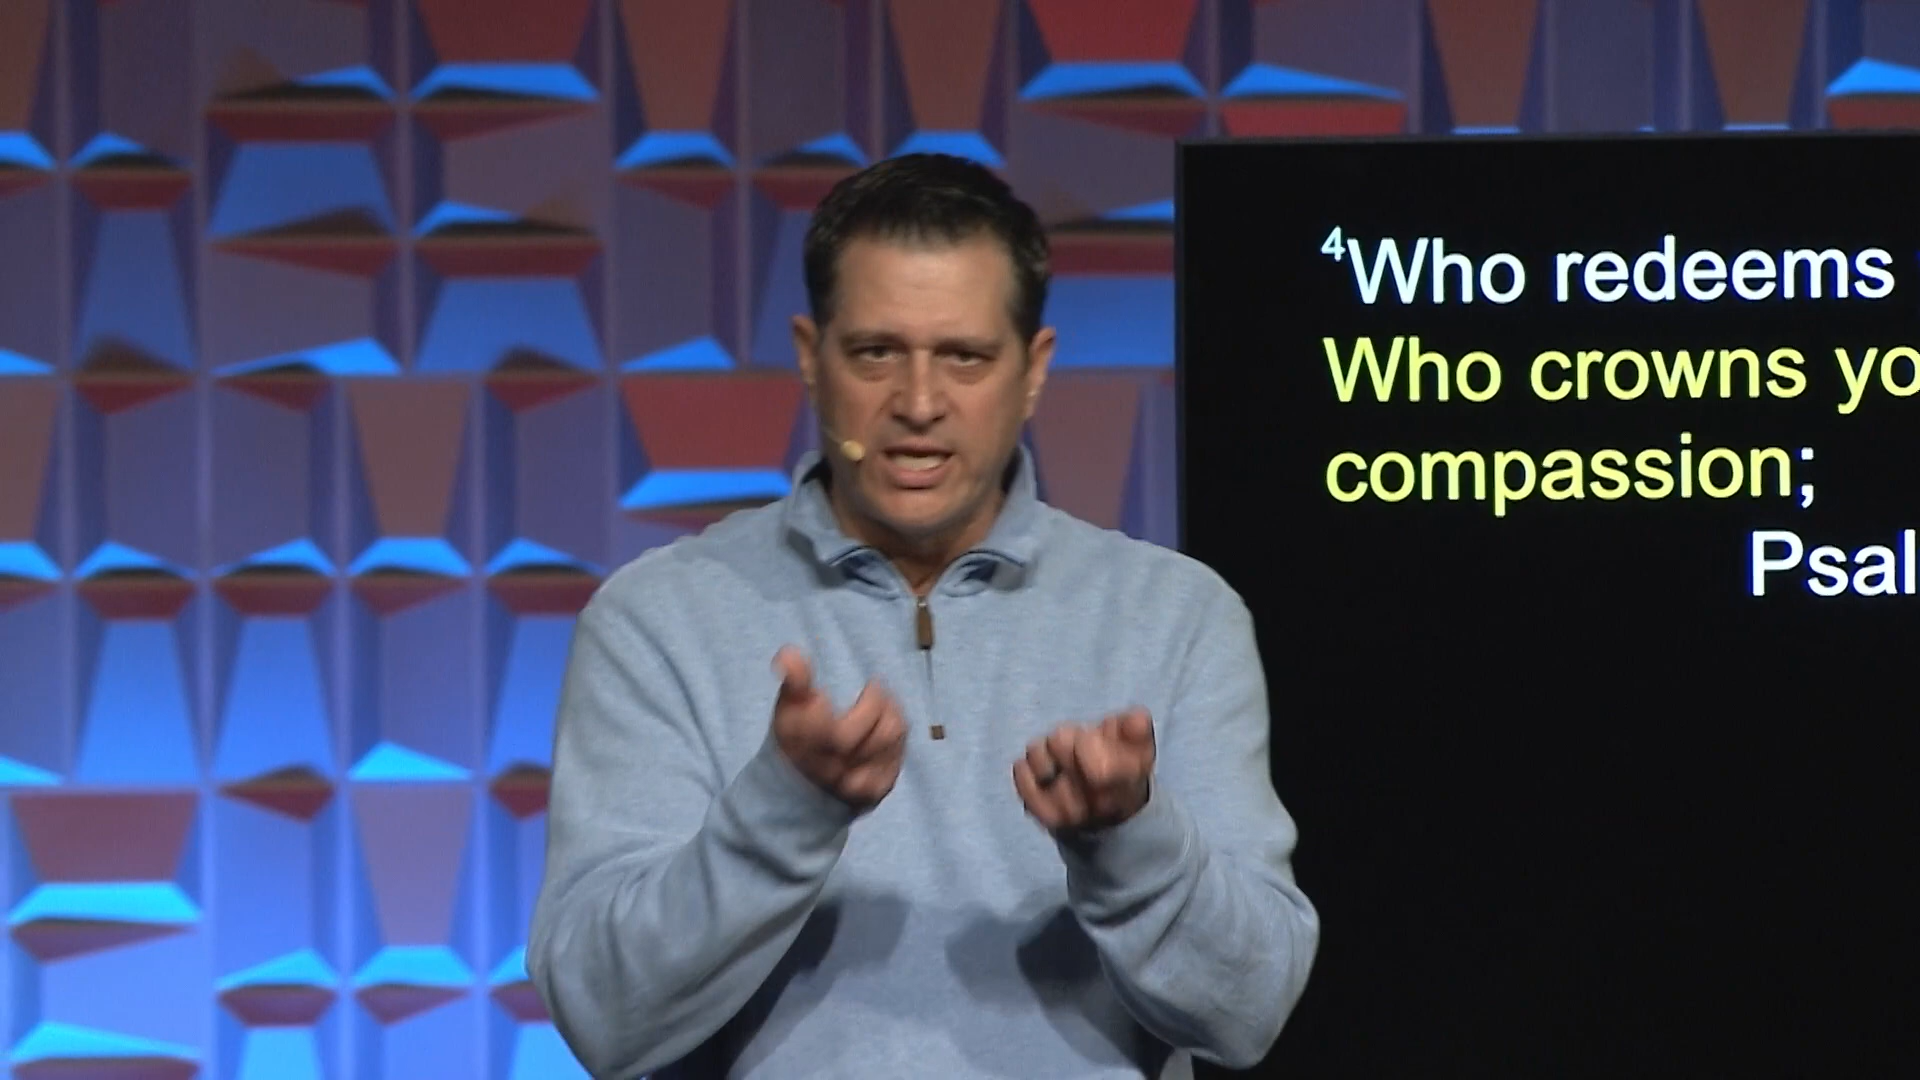 ⁴Who redeems
Who crowns yo
compassion;
Psal